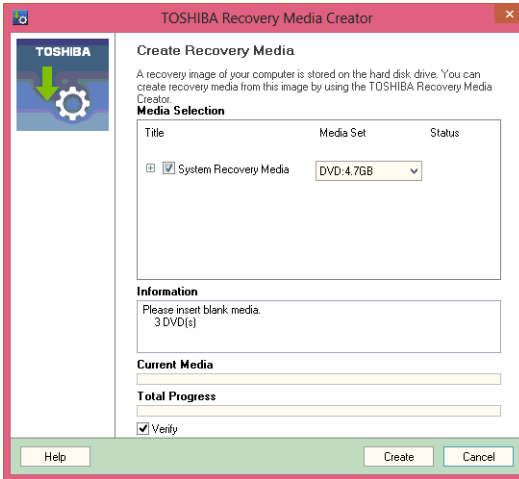 TOSHIBA Recovery Media Creator
TOSHIBA
Create Recovery Media
A recovery image of your computer is stored on the hard disk drive. You can
create recovery media from this image by using the TOSHIBA Recovery Media
Creator.
Media Selection
Title Media Set Status
System Recovery Media DVD:4.7GB
Information
Please insert blank media.
3 DVD(s)
Current Media
Total Progress
Verify
Help Create Cancel